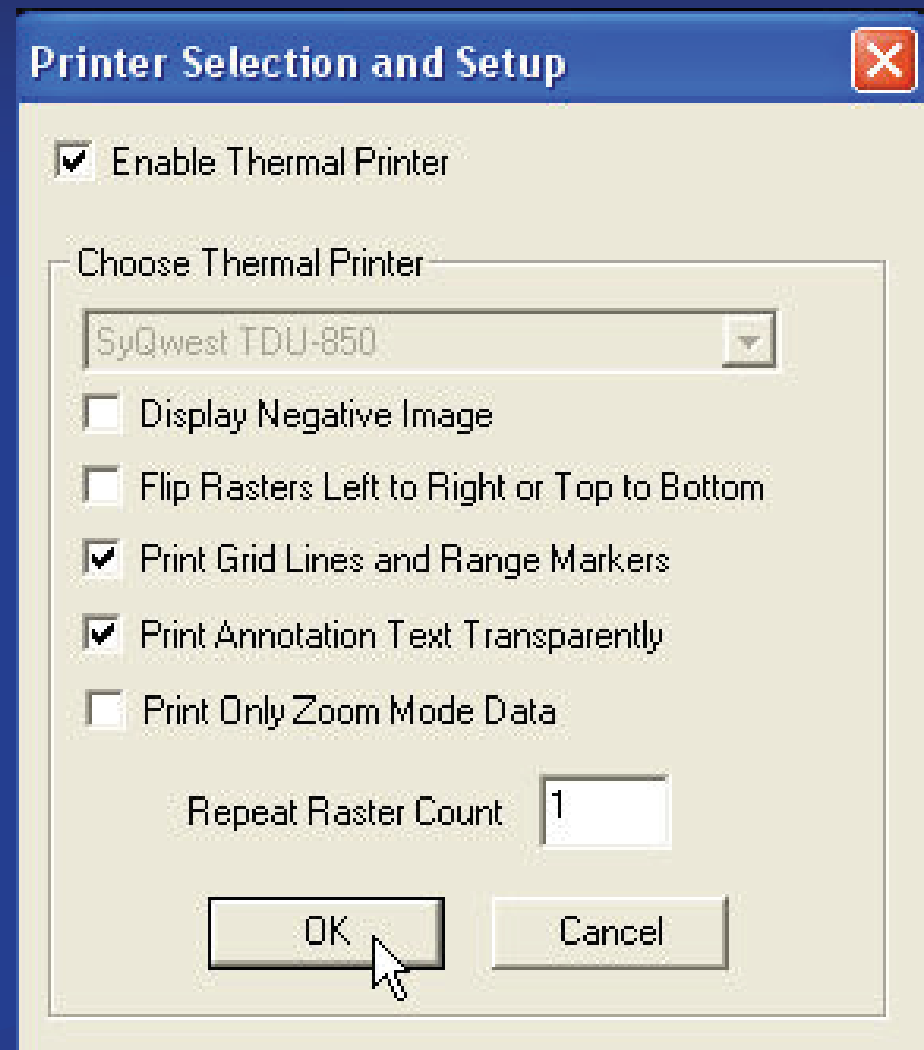 Printer Selection and Setup
Enable Thermal Printer
Choose Thermal Printer
SyQwest TDU-850
Display Negative Image
Flip Rasters Left to Right or Top to Bottom
Print Grid Lines and Range Markers
Print Annotation Text Transparently
Print Only Zoom Mode Data
Repeat Raster Count 1
OK Cancel